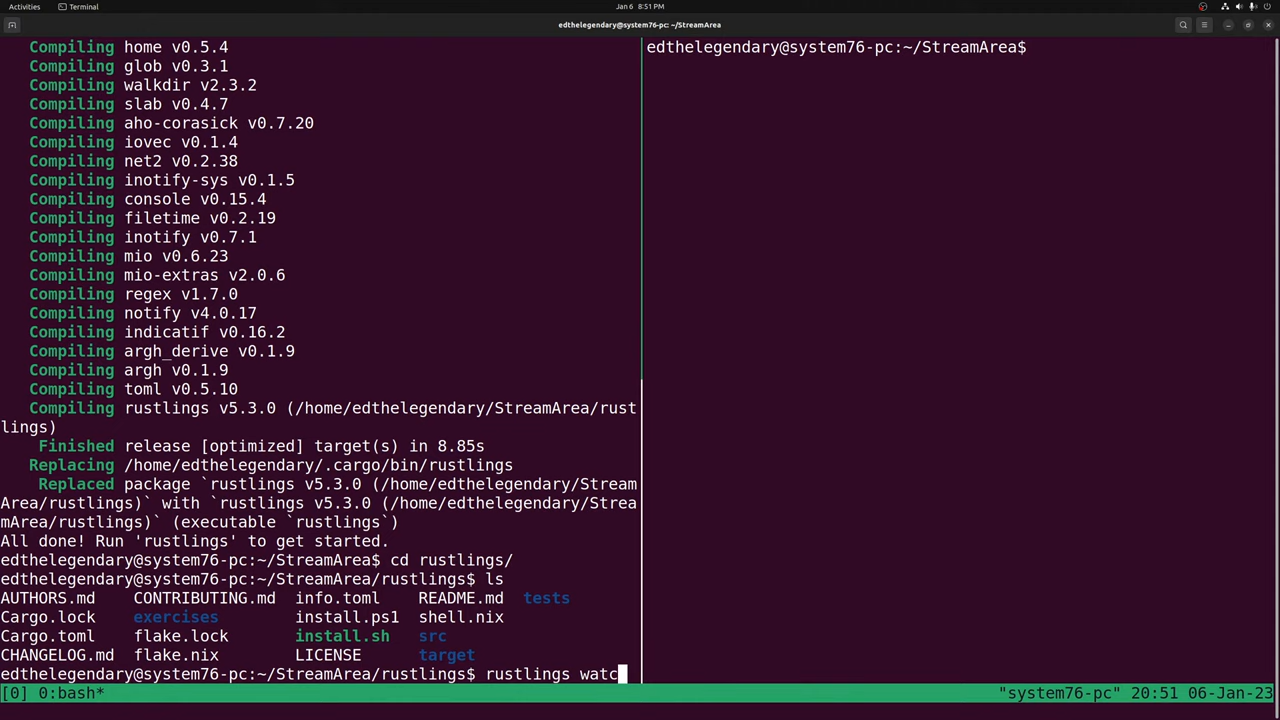 Activities Terminal Jan 6 8:51 PM
edthelegendary@system76-pc: ~/StreamArea
Compiling home v0.5.4
Compiling glob v0.3.1
Compiling walkdir v2.3.2
Compiling slab v0.4.7
Compiling aho-corasick v0.7.20
Compiling iovec v0.1.4
Compiling net2 v0.2.38
Compiling inotify-sys v0.1.5
Compiling console v0.15.4
Compiling filetime v0.2.19
Compiling inotify v0.7.1
Compiling mio v0.6.23
Compiling mio-extras v2.0.6
Compiling regex v1.7.0
Compiling notify v4.0.17
Compiling indicatif v0.16.2
Compiling argh_derive v0.1.9
Compiling argh v0.1.9
Compiling toml v0.5.10
Compiling rustlings v5.3.0 (/home/edthelegendary/StreamArea/rust
lings)
Finished release [optimized] target(s) in 8.85s
Replacing /home/edthelegendary/.cargo/bin/rustlings
Replaced package `rustlings v5.3.0 (/home/edthelegendary/Stream
Area/rustlings)` with `rustlings v5.3.0 (/home/edthelegendary/Strea
mArea/rustlings)` (executable `rustlings`)
All done! Run 'rustlings' to get started.
edthelegendary@system76-pc:~/StreamArea$ cd rustlings/
edthelegendary@system76-pc:~/StreamArea/rustlings$ ls
AUTHORS.md CONTRIBUTING.md info.toml README.md tests
Cargo.lock exercises install.ps1 shell.nix
Cargo.toml flake.lock install.sh src
CHANGELOG.md flake.nix LICENSE target
edthelegendary@system76-pc:~/StreamArea/rustlings$ rustlings watc
edthelegendary@system76-pc:~/StreamArea$
[0] 0:bash* "system76-pc" 20:51 06-Jan-23